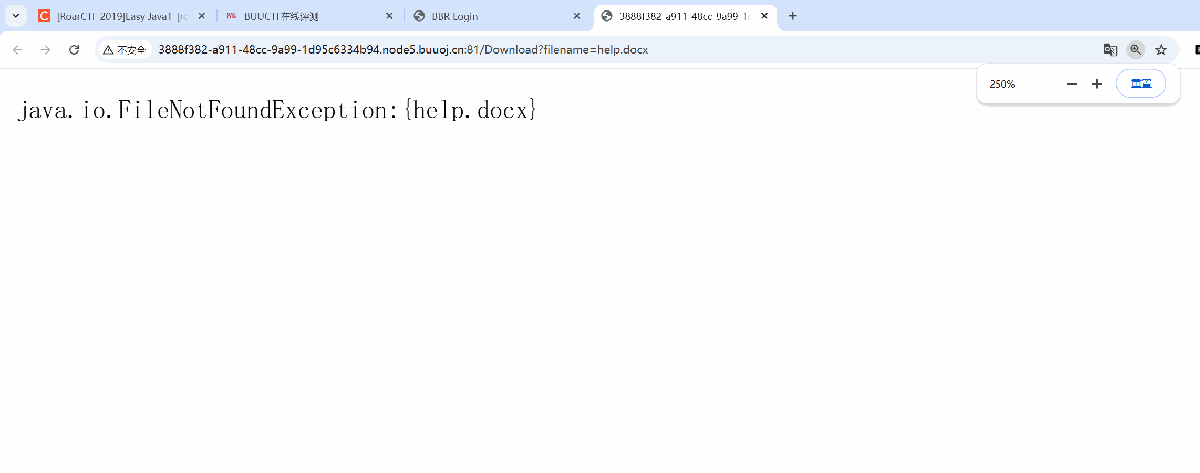 [RoarCTF 2019]Easy Java1 [ro
BUUCTF在线评测
BBR Login
3888f382-a911-48cc-9a99-1d
不安全
3888f382-a911-48cc-9a99-1d95c6334b94.node5.buuoj.cn:81/Download?filename=help.docx
250%
java.io.FileNotFoundException:{help.docx}